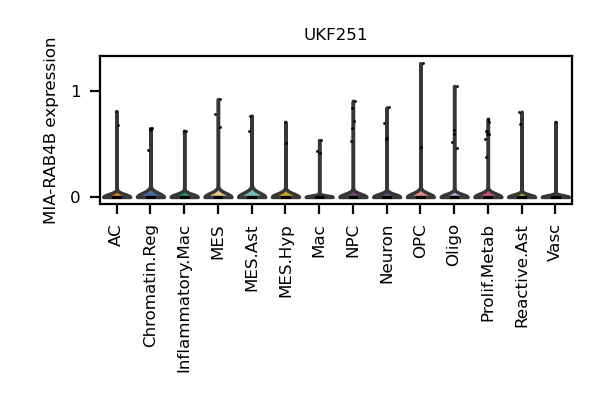 UKF251
MIA-RAB4B expression
1
0
AC
Chromatin.Reg
Inflammatory.Mac
MES
MES.Ast
MES.Hyp
Mac
NPC
Neuron
OPC
Oligo
Prolif.Metab
Reactive.Ast
Vasc